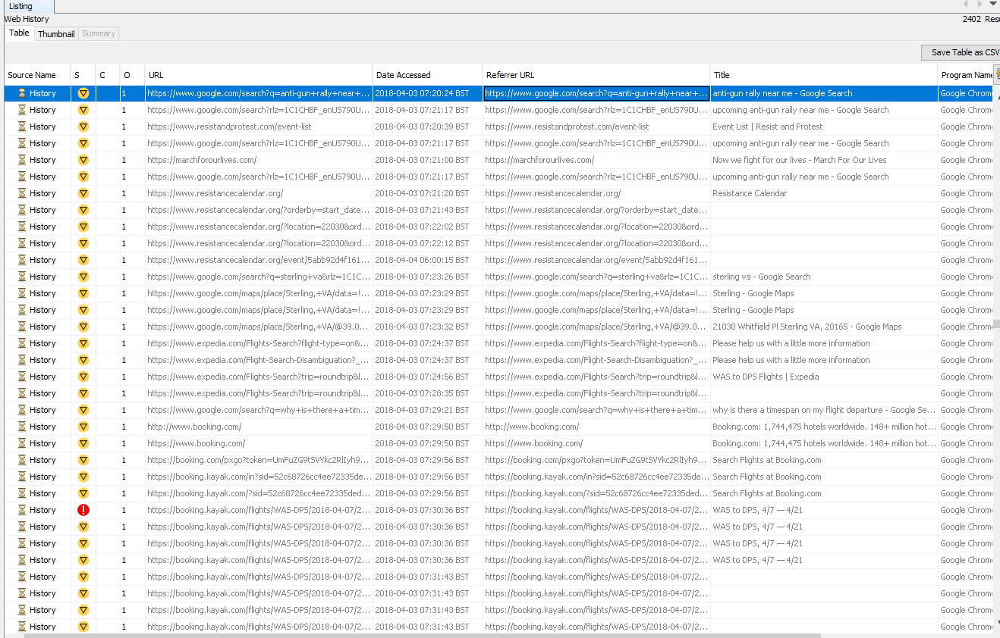 Listing
Web History 2402 Resu
Table Thumbnail Summary
Save Table as CSV
Source Name S C O URL Date Accessed Referrer URL Title Program Name
History 1 https://www.google.com/search?q=anti-gun+rally+near+... 2018-04-03 07:20:24 BST https://www.google.com/search?q=anti-gun+rally+near+... anti-gun rally near me - Google Search Google Chrome
History 1 https://www.google.com/search?rlz=1C1CHBF_enUS790U... 2018-04-03 07:21:17 BST https://www.google.com/search?rlz=1C1CHBF_enUS790U... upcoming anti-gun rally near me - Google Search Google Chrome
History 1 https://www.resistandprotest.com/event-list 2018-04-03 07:20:39 BST https://www.resistandprotest.com/event-list Event List | Resist and Protest Google Chrome
History 1 https://www.google.com/search?rlz=1C1CHBF_enUS790U... 2018-04-03 07:21:17 BST https://www.google.com/search?rlz=1C1CHBF_enUS790U... upcoming anti-gun rally near me - Google Search Google Chrome
History 1 https://marchforourlives.com/ 2018-04-03 07:21:00 BST https://marchforourlives.com/ Now we fight for our lives - March For Our Lives Google Chrome
History 1 https://www.google.com/search?rlz=1C1CHBF_enUS790U... 2018-04-03 07:21:17 BST https://www.google.com/search?rlz=1C1CHBF_enUS790U... upcoming anti-gun rally near me - Google Search Google Chrome
History 1 https://www.resistancecalendar.org/ 2018-04-03 07:21:20 BST https://www.resistancecalendar.org/ Resistance Calendar Google Chrome
History 1 https://www.resistancecalendar.org/?orderby=start_date... 2018-04-03 07:21:43 BST https://www.resistancecalendar.org/?orderby=start_date... Google Chrome
History 1 https://www.resistancecalendar.org/?location=22030&ord... 2018-04-03 07:22:02 BST https://www.resistancecalendar.org/?location=22030&ord... Google Chrome
History 1 https://www.resistancecalendar.org/?location=22030&ord... 2018-04-03 07:22:12 BST https://www.resistancecalendar.org/?location=22030&ord... Google Chrome
History 1 https://www.resistancecalendar.org/event/5abb92d4f161... 2018-04-04 06:00:15 BST https://www.resistancecalendar.org/event/5abb92d4f161... Google Chrome
History 1 https://www.google.com/search?q=sterling+va&rlz=1C1C... 2018-04-03 07:23:26 BST https://www.google.com/search?q=sterling+va&rlz=1C1C... sterling va - Google Search Google Chrome
History 1 https://www.google.com/maps/place/Sterling,+VA/data=!... 2018-04-03 07:23:29 BST https://www.google.com/maps/place/Sterling,+VA/data=!... Sterling - Google Maps Google Chrome
History 1 https://www.google.com/maps/place/Sterling,+VA/data=!... 2018-04-03 07:23:29 BST https://www.google.com/maps/place/Sterling,+VA/data=!... Sterling - Google Maps Google Chrome
History 1 https://www.google.com/maps/place/Sterling,+VA/@39.0... 2018-04-03 07:23:32 BST https://www.google.com/maps/place/Sterling,+VA/@39.0... 21030 Whitfield Pl Sterling VA, 20165 - Google Maps Google Chrome
History 1 https://www.expedia.com/Flights-Search?flight-type=on&... 2018-04-03 07:24:37 BST https://www.expedia.com/Flights-Search?flight-type=on&... Please help us with a little more information Google Chrome
History 1 https://www.expedia.com/Flight-Search-Disambiguation?_... 2018-04-03 07:24:37 BST https://www.expedia.com/Flight-Search-Disambiguation?_... Please help us with a little more information Google Chrome
History 1 https://www.expedia.com/Flights-Search?trip=roundtrip&l... 2018-04-03 07:24:56 BST https://www.expedia.com/Flights-Search?trip=roundtrip&l... WAS to DPS Flights | Expedia Google Chrome
History 1 https://www.expedia.com/Flights-Search?trip=roundtrip&l... 2018-04-03 07:28:35 BST https://www.expedia.com/Flights-Search?trip=roundtrip&l... Google Chrome
History 1 https://www.google.com/search?q=why+is+there+a+tim... 2018-04-03 07:29:21 BST https://www.google.com/search?q=why+is+there+a+tim... why is there a timespan on my flight departure - Google Se... Google Chrome
History 1 http://www.booking.com/ 2018-04-03 07:29:50 BST http://www.booking.com/ Booking.com: 1,744,475 hotels worldwide. 148+ million hot... Google Chrome
History 1 https://www.booking.com/ 2018-04-03 07:29:50 BST https://www.booking.com/ Booking.com: 1,744,475 hotels worldwide. 148+ million hot... Google Chrome
History 1 https://booking.com/pxgo?token=UmFuZG9tSVYkc2RlIyh9... 2018-04-03 07:29:56 BST https://booking.com/pxgo?token=UmFuZG9tSVYkc2RlIyh9... Search Flights at Booking.com Google Chrome
History 1 https://booking.kayak.com/in?sid=52c68726cc4ee72335de... 2018-04-03 07:29:56 BST https://booking.kayak.com/in?sid=52c68726cc4ee72335de... Search Flights at Booking.com Google Chrome
History 1 https://booking.kayak.com/?sid=52c68726cc4ee72335ded... 2018-04-03 07:29:56 BST https://booking.kayak.com/?sid=52c68726cc4ee72335ded... Search Flights at Booking.com Google Chrome
History 1 https://booking.kayak.com/flights/WAS-DPS/2018-04-07/2... 2018-04-03 07:30:36 BST https://booking.kayak.com/flights/WAS-DPS/2018-04-07/2... WAS to DPS, 4/7 — 4/21 Google Chrome
History 1 https://booking.kayak.com/flights/WAS-DPS/2018-04-07/2... 2018-04-03 07:30:36 BST https://booking.kayak.com/flights/WAS-DPS/2018-04-07/2... WAS to DPS, 4/7 — 4/21 Google Chrome
History 1 https://booking.kayak.com/flights/WAS-DPS/2018-04-07/2... 2018-04-03 07:30:36 BST https://booking.kayak.com/flights/WAS-DPS/2018-04-07/2... WAS to DPS, 4/7 — 4/21 Google Chrome
History 1 https://booking.kayak.com/flights/WAS-DPS/2018-04-07/2... 2018-04-03 07:30:36 BST https://booking.kayak.com/flights/WAS-DPS/2018-04-07/2... WAS to DPS, 4/7 — 4/21 Google Chrome
History 1 https://booking.kayak.com/flights/WAS-DPS/2018-04-07/2... 2018-04-03 07:31:43 BST https://booking.kayak.com/flights/WAS-DPS/2018-04-07/2... Google Chrome
History 1 https://booking.kayak.com/flights/WAS-DPS/2018-04-07/2... 2018-04-03 07:31:43 BST https://booking.kayak.com/flights/WAS-DPS/2018-04-07/2... Google Chrome
History 1 https://booking.kayak.com/flights/WAS-DPS/2018-04-07/2... 2018-04-03 07:31:43 BST https://booking.kayak.com/flights/WAS-DPS/2018-04-07/2... Google Chrome
History 1 https://booking.kayak.com/flights/WAS-DPS/2018-04-07/2... 2018-04-03 07:31:43 BST https://booking.kayak.com/flights/WAS-DPS/2018-04-07/2... Google Chrome